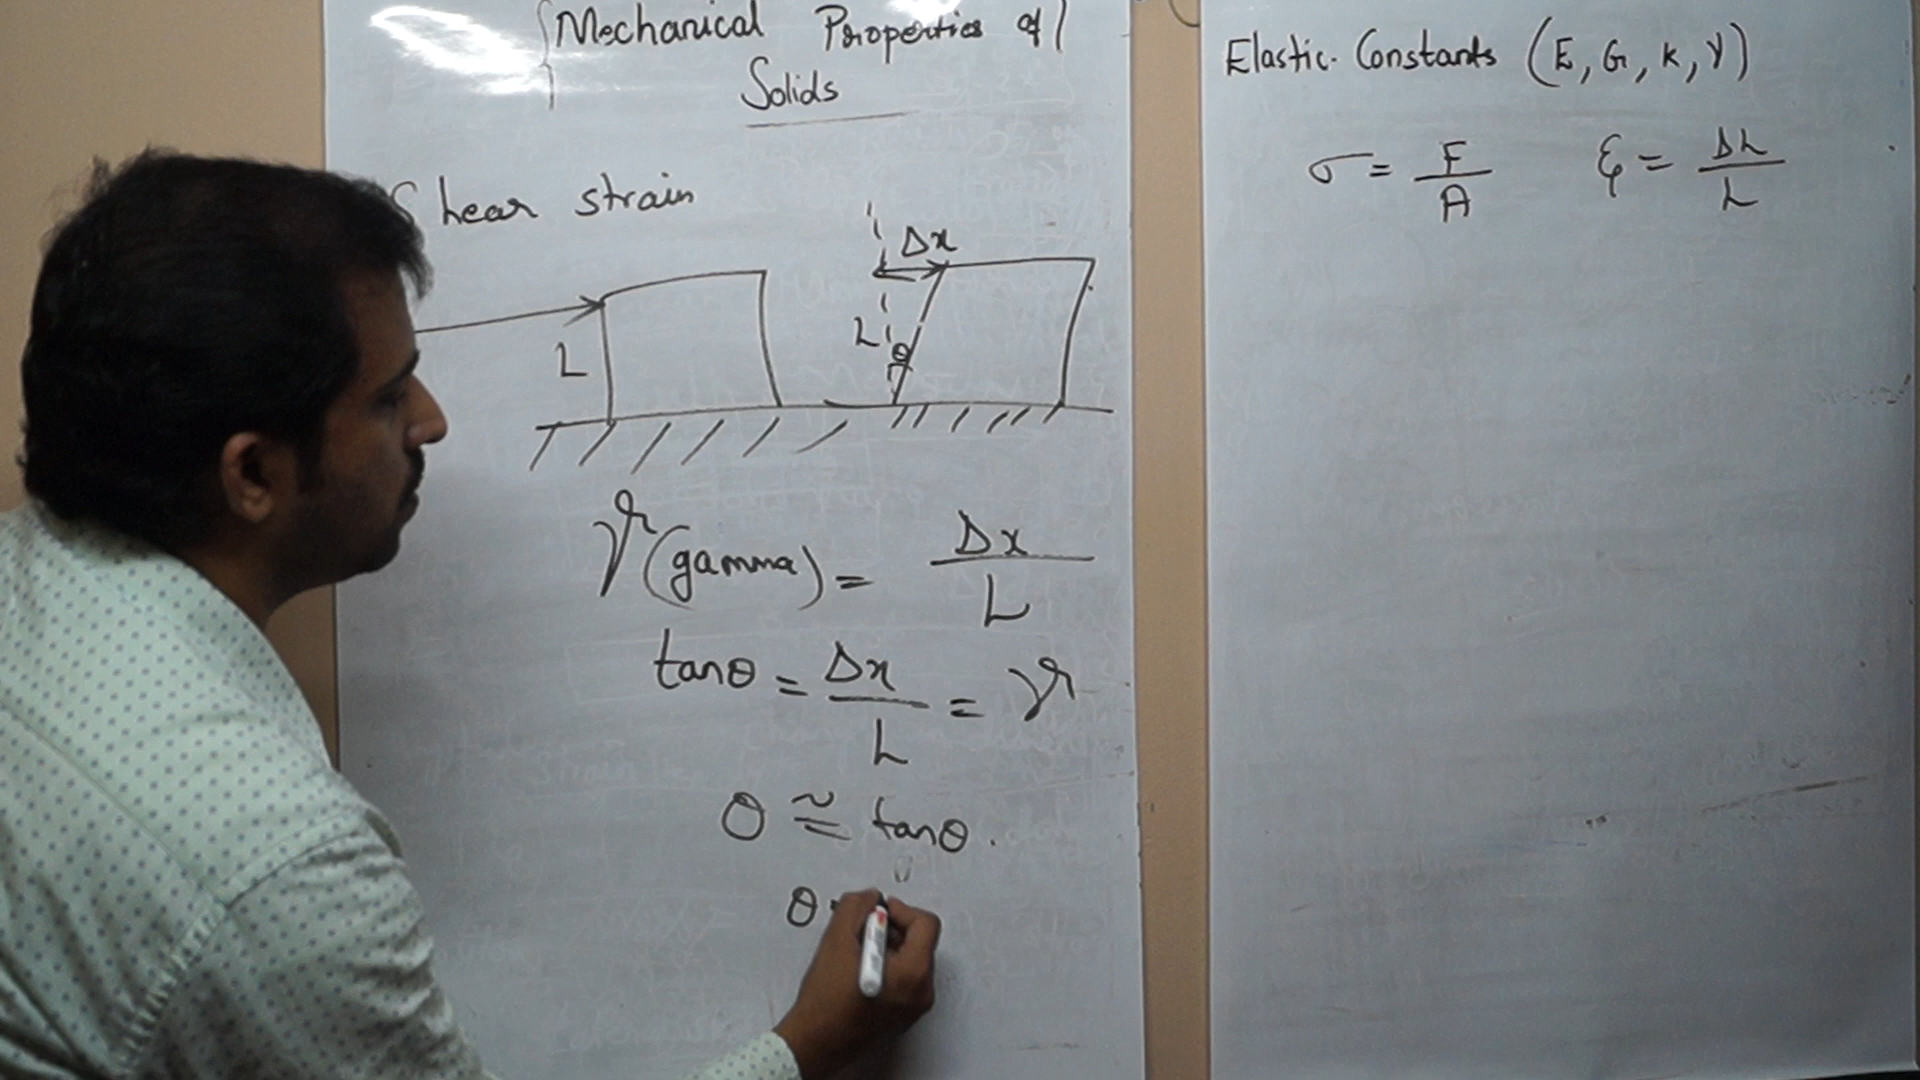 Mechanical Properties of
Solids
Shear strain
Δx
L
L
θ
γ (gamma) = Δx / L
tanθ = Δx / L = γ
θ ≅ tanθ.
θ
Elastic Constants (E, G, K, γ)
σ = F / A   ε = ΔL / L